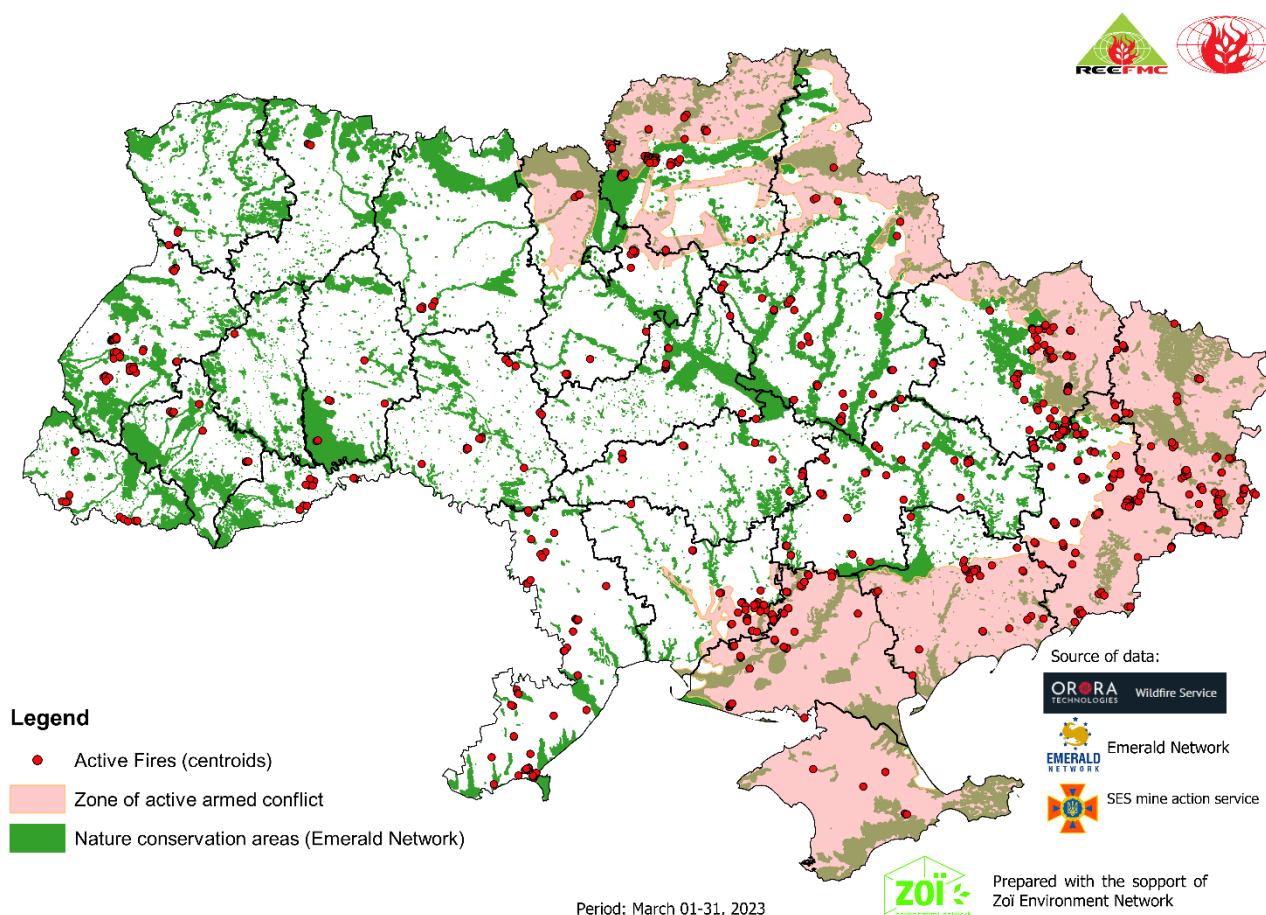 REEFMC
Source of data:
ORORA
TECHNOLOGIES
Wildfire Service
Emerald Network
EMERALD
NETWORK
SES mine action service
Legend
Active Fires (centroids)
Zone of active armed conflict
Nature conservation areas (Emerald Network)
zoï
environment network
Prepared with the sopport of
Zoï Environment Network
Period: March 01-31, 2023